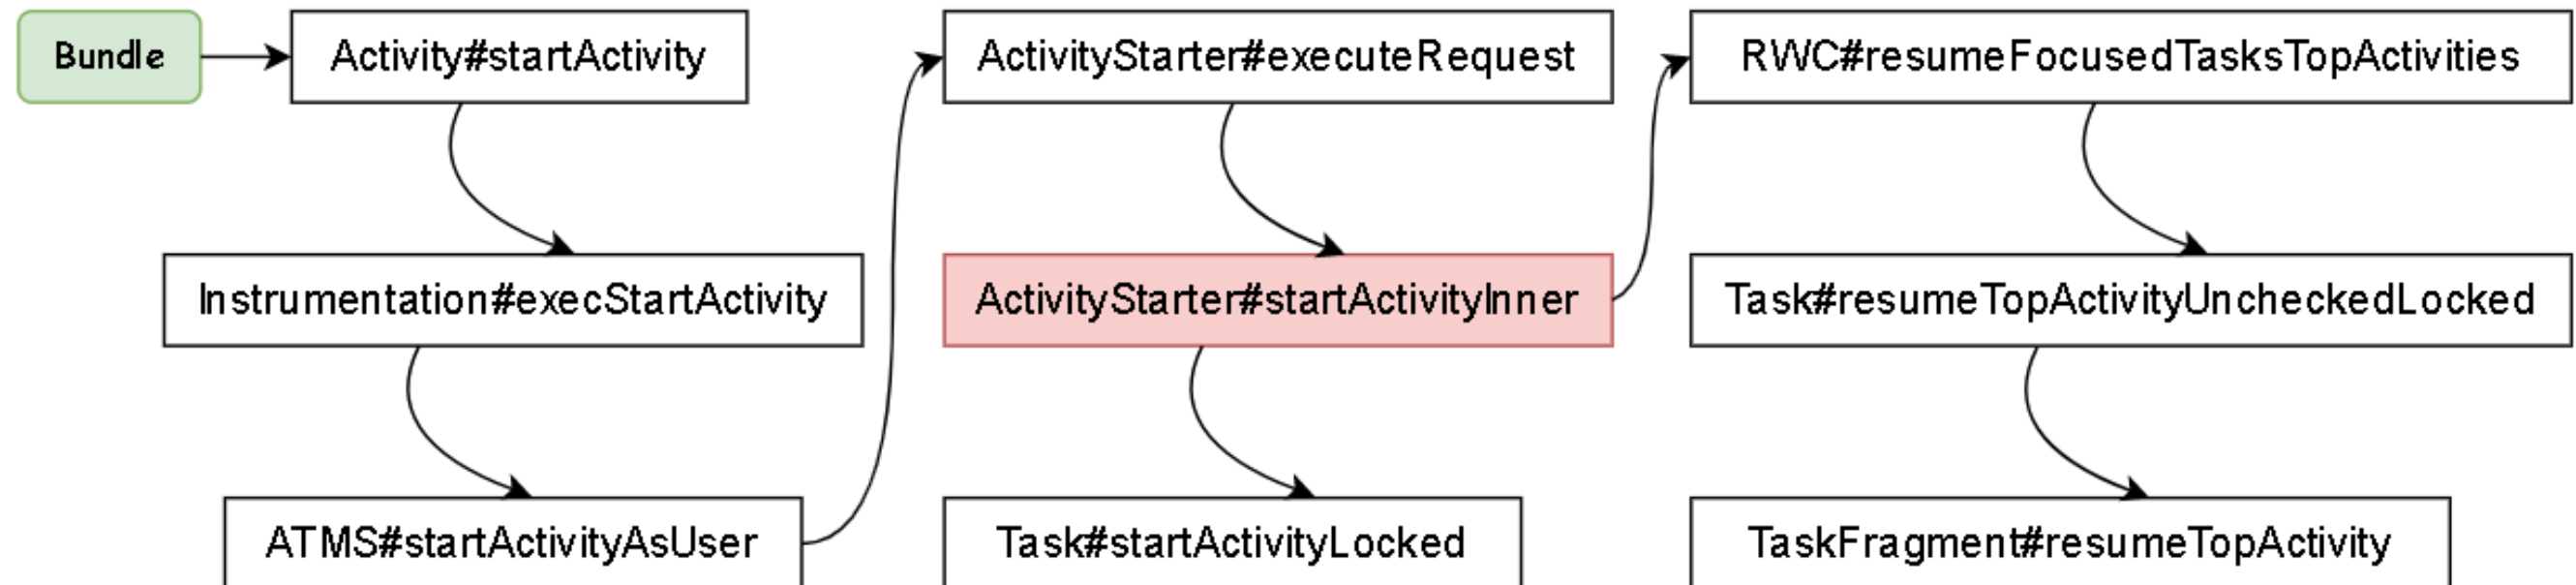 Bundle
Activity#startActivity
ActivityStarter#executeRequest
RWC#resumeFocusedTasksTopActivities
Instrumentation#execStartActivity
ActivityStarter#startActivityInner
Task#resumeTopActivityUncheckedLocked
ATMS#startActivityAsUser
Task#startActivityLocked
TaskFragment#resumeTopActivity